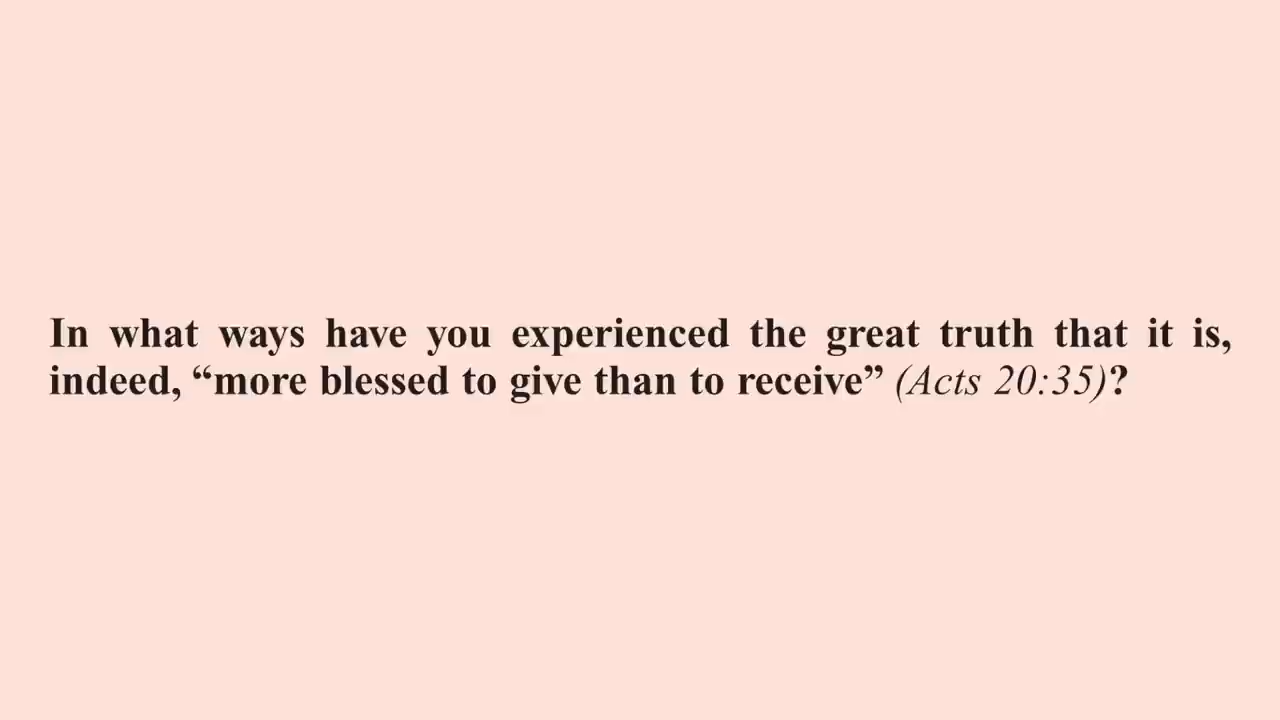 In what ways have you experienced the great truth that it is,
indeed, “more blessed to give than to receive” (Acts 20:35)?